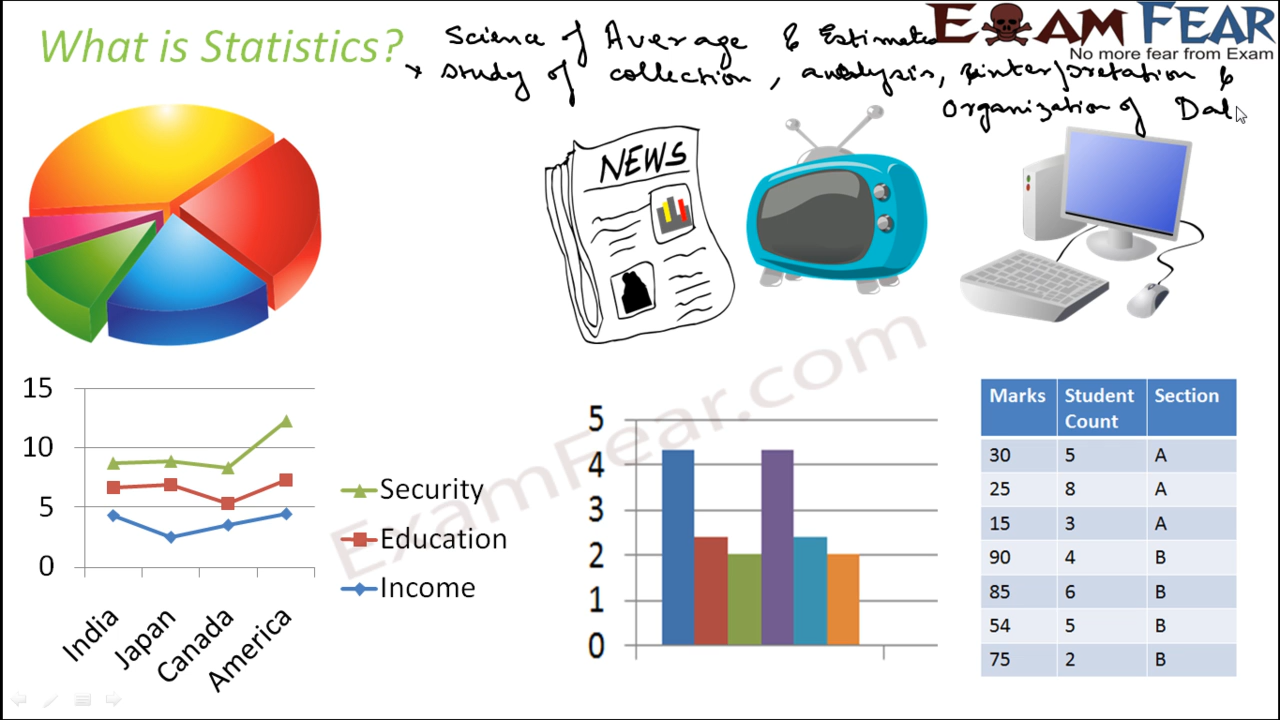 What is Statistics?
Science of Average & Estimates
* Study of collection, analysis, interpretation &
Organization of Dat
EXAM FEAR
No more fear from Exam
NEWS
15
10
5
0
India
Japan
Canada
America
Security
Education
Income
ExamFear.com
5
4
3
2
1
0
Marks Student Count Section
30 5 A
25 8 A
15 3 A
90 4 B
85 6 B
54 5 B
75 2 B